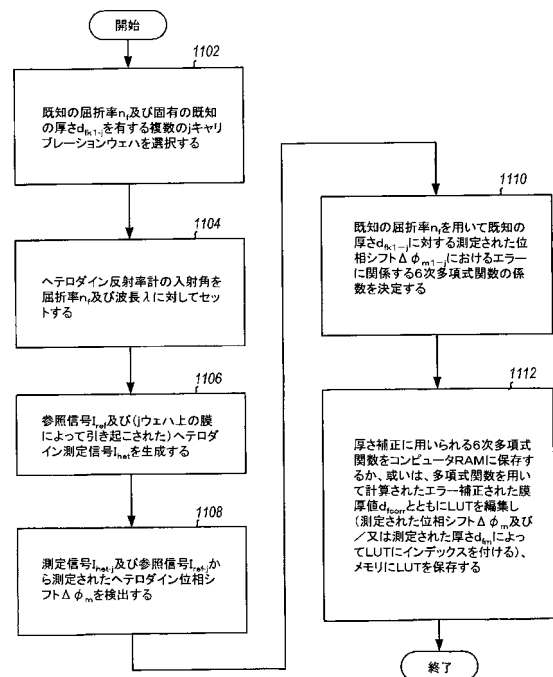 開始
1102
既知の屈折率nf及び固有の既知
の厚さdfk1-jを有する複数のjキャリ
ブレーションウェハを選択する
1104
ヘテロダイン反射率計の入射角を
屈折率nf及び波長λに対してセット
する
1106
参照信号Iref及び(jウェハ上の膜
によって引き起こされた)ヘテロダ
イン測定信号Ihetを生成する
1108
測定信号Ihet-j及び参照信号Iref-jか
ら測定されたヘテロダイン位相シ
フトΔφmを検出する
1110
既知の屈折率nfを用いて既知の
厚さdfk1-jに対する測定された位
相シフトΔφm1-jにおけるエラー
に関係する6次多項式関数の係
数を決定する
1112
厚さ補正に用いられる6次多項式
関数をコンピュータRAMに保存す
るか、或いは、多項式関数を用い
て計算されたエラー補正された膜
厚値dfcorrとともにLUTを編集し
(測定された位相シフトΔφm及び
/又は測定された厚さdfmによっ
てLUTにインデックスを付ける)、
メモリにLUTを保存する
終了